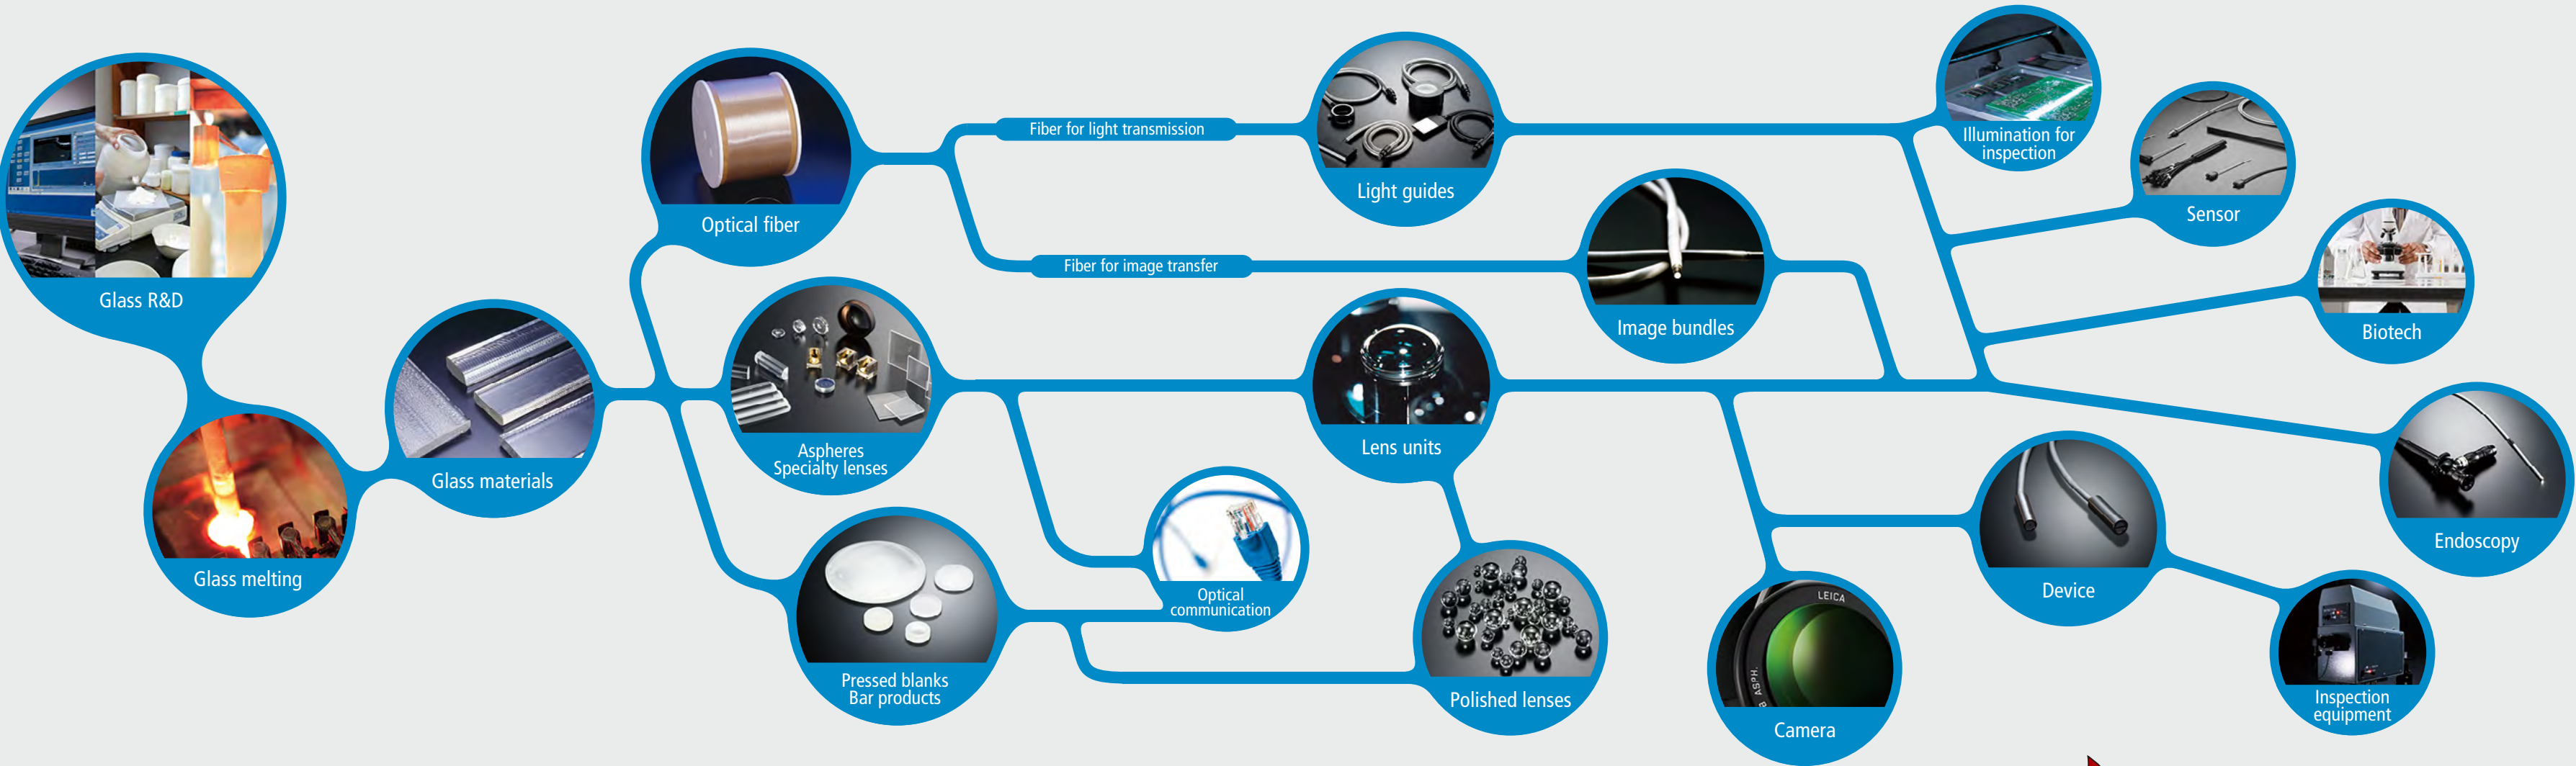 Glass R&D
Glass melting
Glass materials
Optical fiber
Aspheres
Specialty lenses
Pressed blanks
Bar products
Fiber for light transmission
Fiber for image transfer
Light guides
Image bundles
Lens units
Optical
communication
Polished lenses
Illumination for
inspection
Sensor
Biotech
Endoscopy
Device
Inspection
equipment
Camera
LEICA
ASPH.